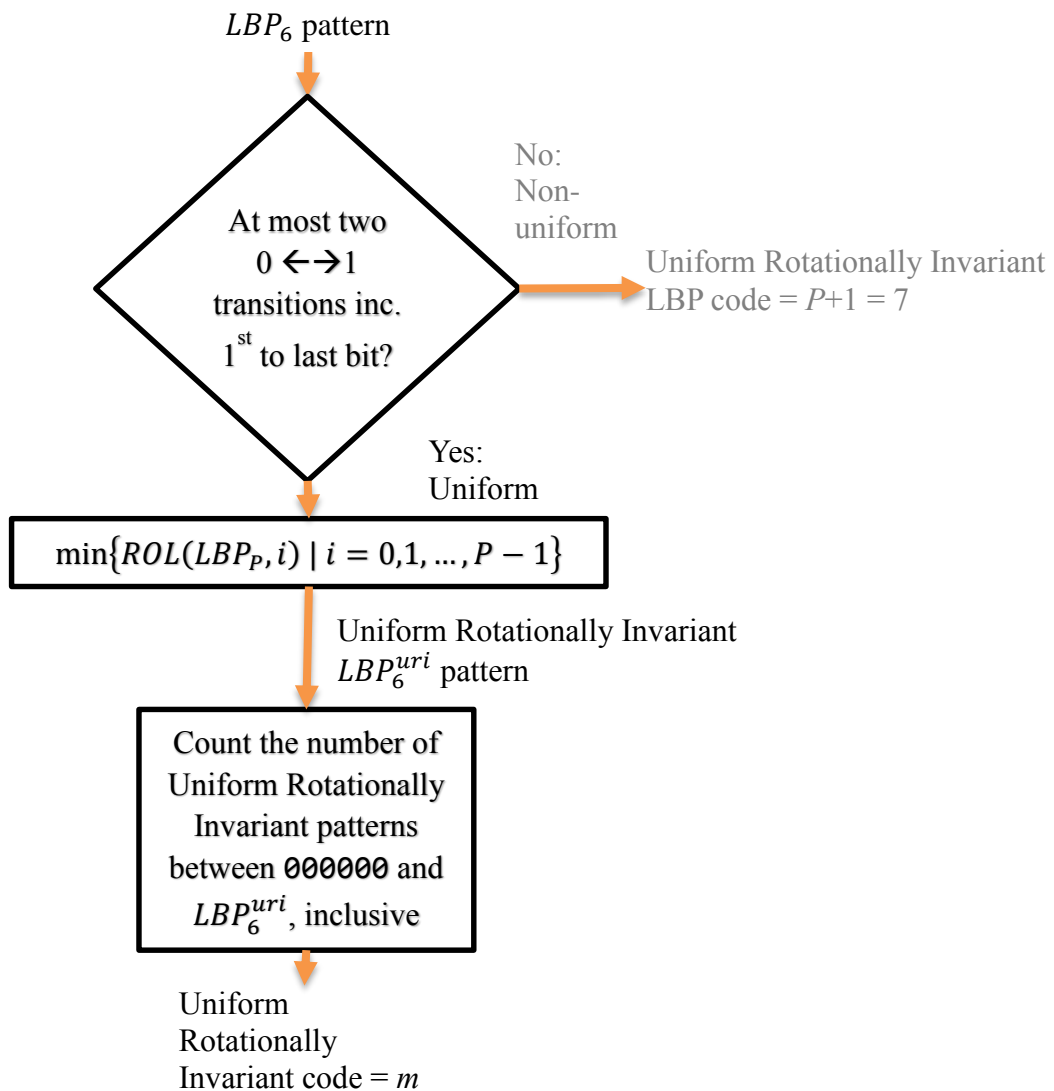 𝐿𝐵𝑃₆ pattern
No:
Non-
uniform
At most two
0 ←→1
transitions inc.
1ˢᵗ to last bit?
Uniform Rotationally Invariant
LBP code = P+1 = 7
Yes:
Uniform
min{𝑅𝑂𝐿(𝐿𝐵𝑃_𝑃, 𝑖) | 𝑖 = 0,1, … , 𝑃 − 1}
Uniform Rotationally Invariant
𝐿𝐵𝑃₆ᵘʳⁱ pattern
Count the number of
Uniform Rotationally
Invariant patterns
between 000000 and
𝐿𝐵𝑃₆ᵘʳⁱ, inclusive
Uniform
Rotationally
Invariant code = m